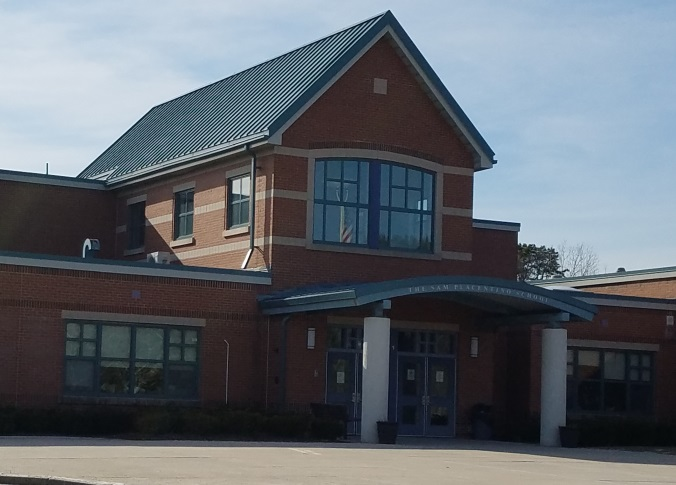 THE SAM PLACENTINO SCHOOL